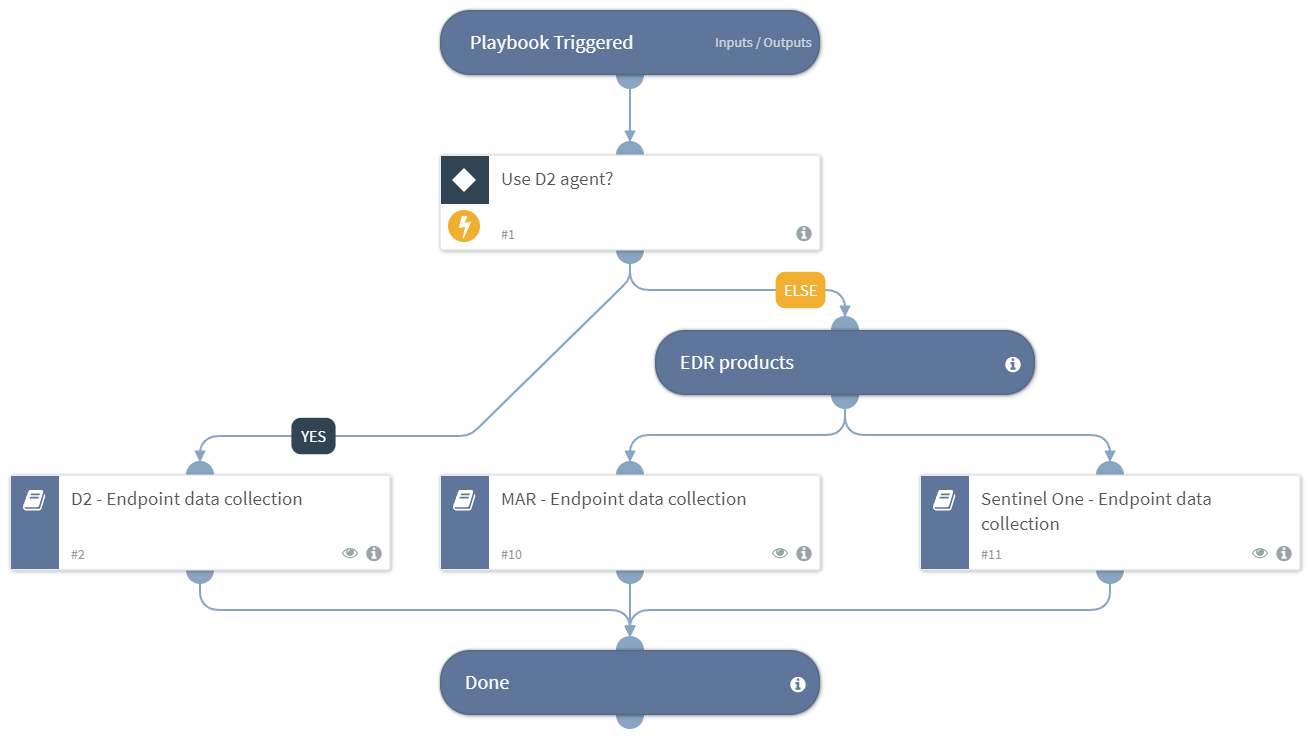 Playbook Triggered
Inputs / Outputs
Use D2 agent?
#1
ELSE
EDR products
YES
D2 - Endpoint data collection
#2
MAR - Endpoint data collection
#10
Sentinel One - Endpoint data
collection
#11
Done